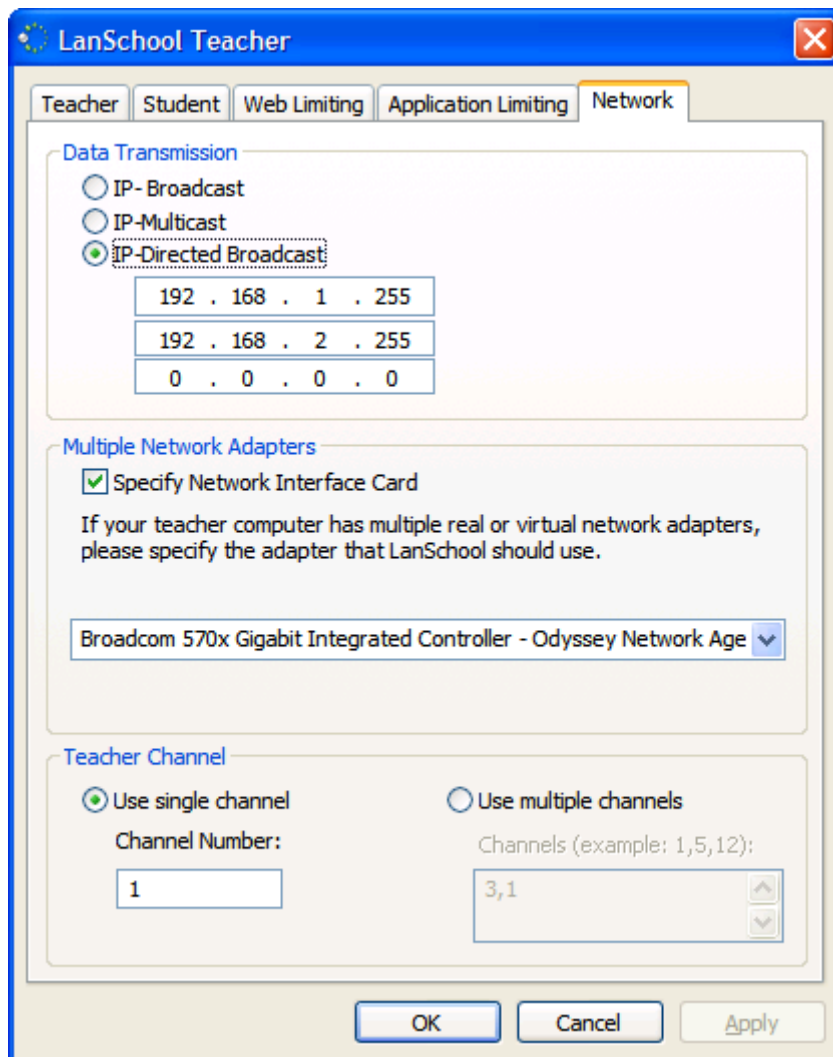 LanSchool Teacher
Teacher Student Web Limiting Application Limiting Network
Data Transmission
IP- Broadcast
IP-Multicast
IP-Directed Broadcast
192 . 168 . 1 . 255
192 . 168 . 2 . 255
0 . 0 . 0 . 0
Multiple Network Adapters
Specify Network Interface Card
If your teacher computer has multiple real or virtual network adapters,
please specify the adapter that LanSchool should use.
Broadcom 570x Gigabit Integrated Controller - Odyssey Network Age
Teacher Channel
Use single channel Use multiple channels
Channel Number: Channels (example: 1,5,12):
1 3,1
OK Cancel Apply